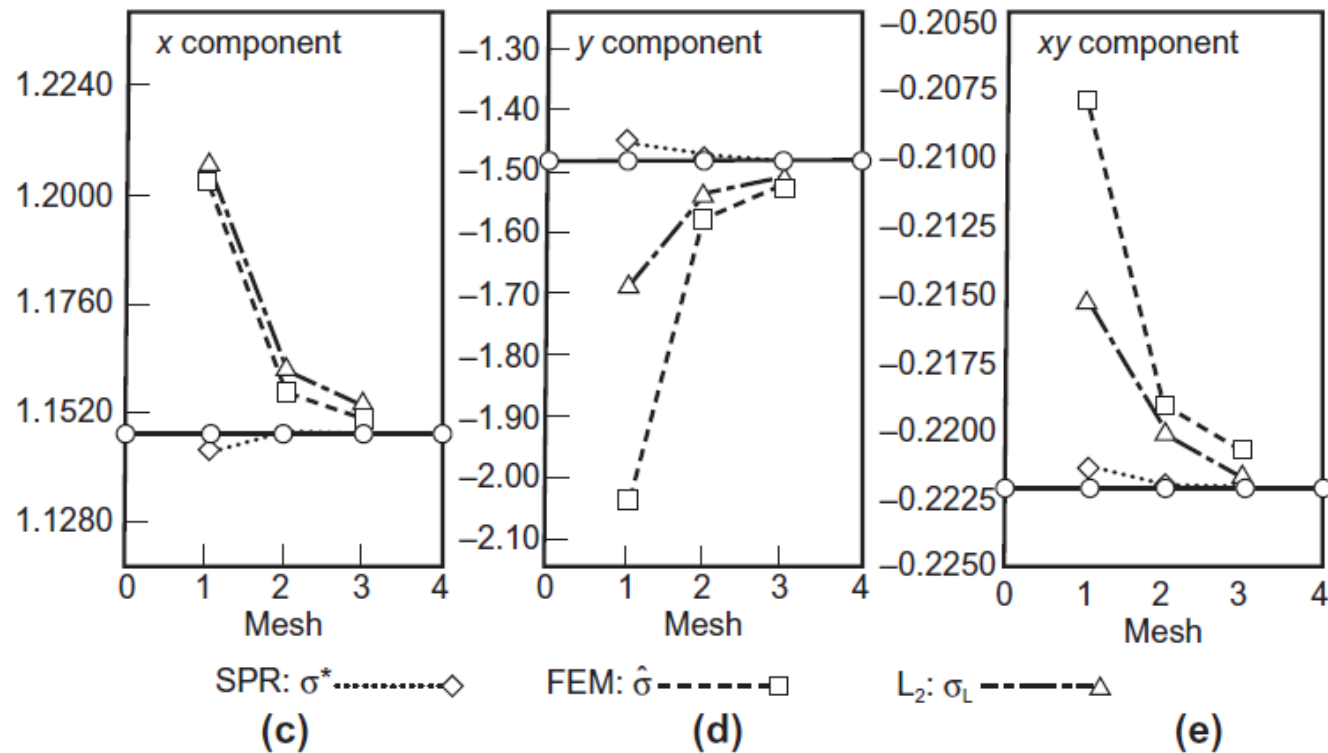 x component
1.2240
1.2000
1.1760
1.1520
1.1280
0 1 2 3 4
Mesh
y component
–1.30
–1.40
–1.50
–1.60
–1.70
–1.80
–1.90
–2.00
–2.10
0 1 2 3 4
Mesh
xy component
–0.2050
–0.2075
–0.2100
–0.2125
–0.2150
–0.2175
–0.2200
–0.2225
–0.2250
0 1 2 3 4
Mesh
SPR: σ* FEM: σ̂ L₂: σL
(c) (d) (e)